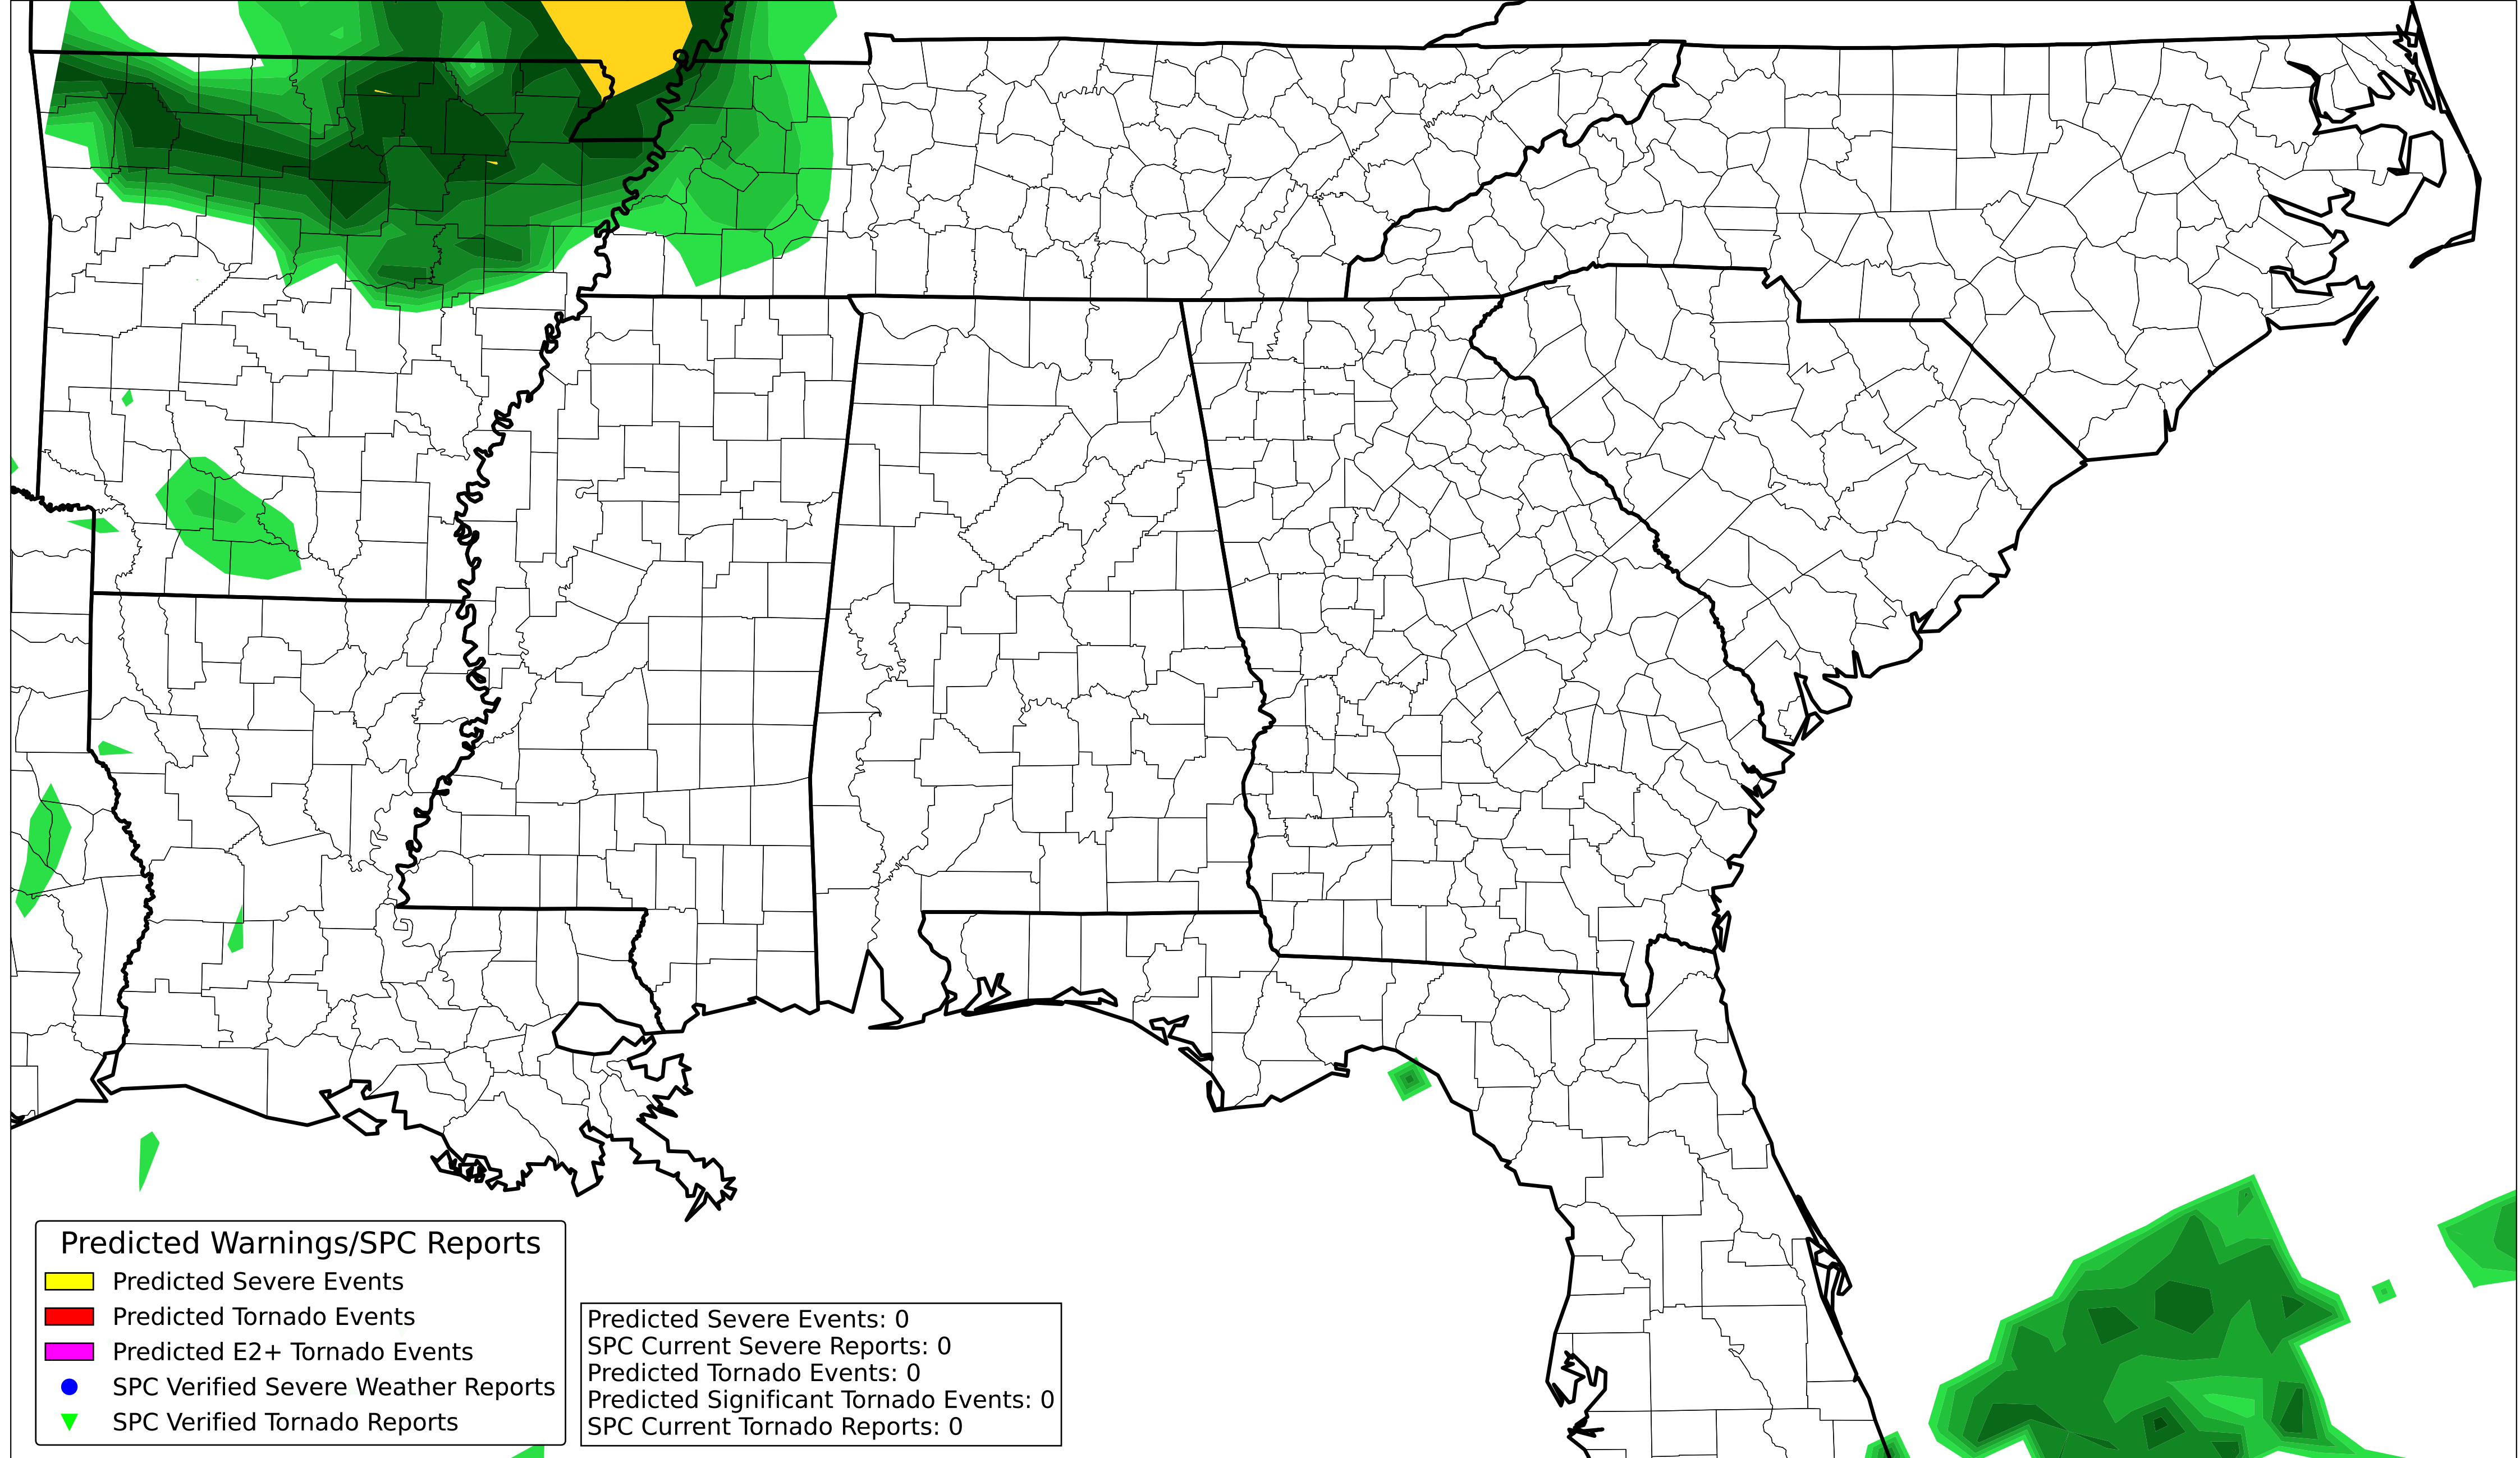 Predicted Warnings/SPC Reports
Predicted Severe Events
Predicted Tornado Events
Predicted E2+ Tornado Events
SPC Verified Severe Weather Reports
SPC Verified Tornado Reports
Predicted Severe Events: 0
SPC Current Severe Reports: 0
Predicted Tornado Events: 0
Predicted Significant Tornado Events: 0
SPC Current Tornado Reports: 0